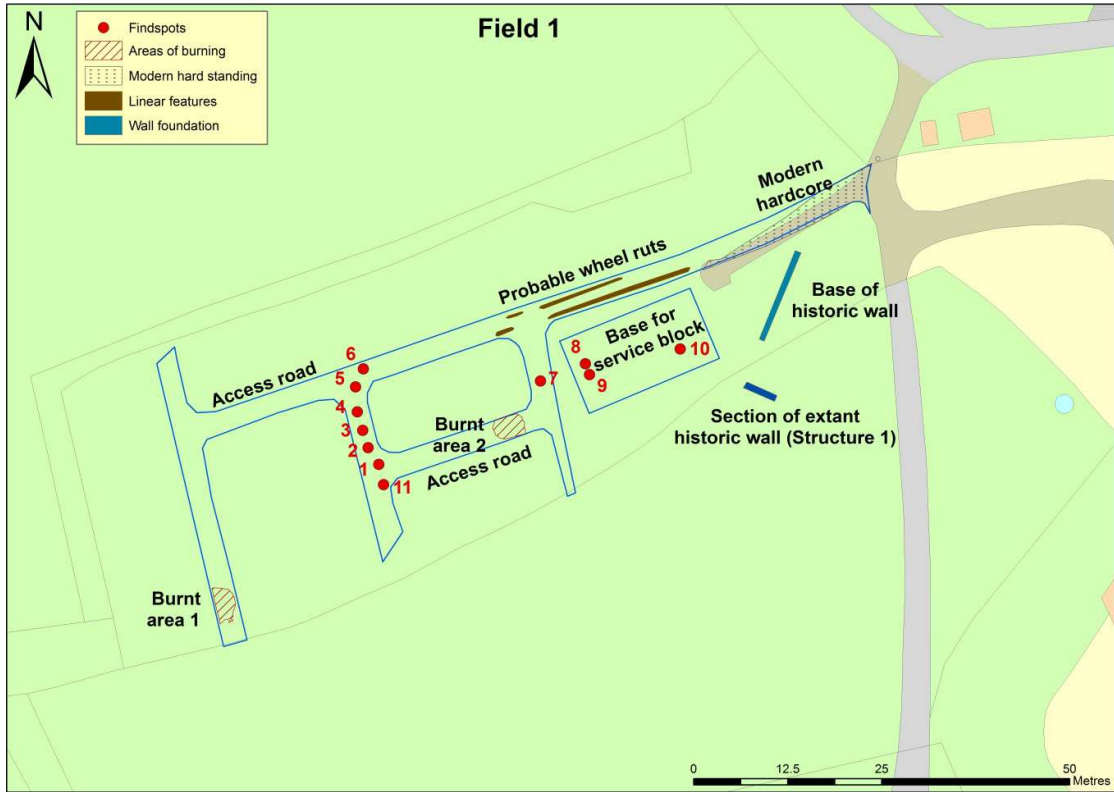 Field 1
N
Findspots
Areas of burning
Modern hard standing
Linear features
Wall foundation
Modern
hardcore
Probable wheel ruts
Base of
historic wall
Base for
service block
8
9
10
7
6
5
4
3
2
1
11
Access road
Burnt
area 2
Access road
Section of extant
historic wall (Structure 1)
Burnt
area 1
0 12.5 25 50
Metres